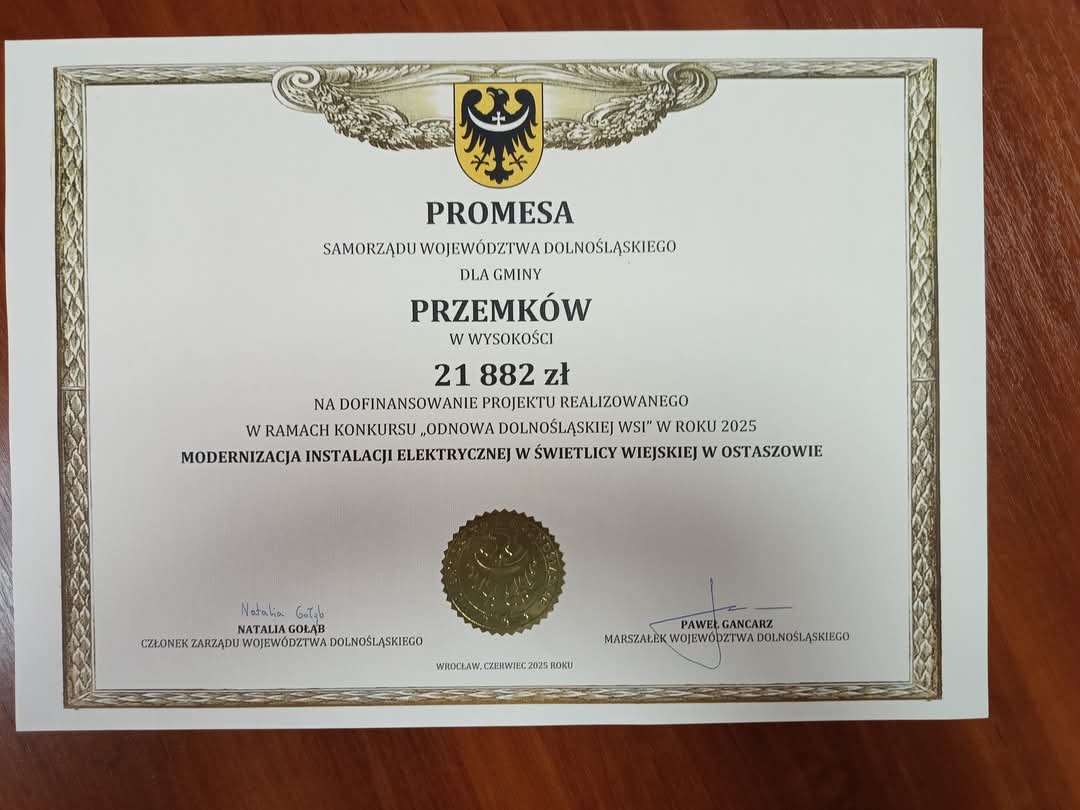 PROMESA
SAMORZĄDU WOJEWÓDZTWA DOLNOŚLĄSKIEGO
DLA GMINY
PRZEMKÓW
W WYSOKOŚCI
21 882 zł
NA DOFINANSOWANIE PROJEKTU REALIZOWANEGO
W RAMACH KONKURSU „ODNOWA DOLNOŚLĄSKIEJ WSI” W ROKU 2025
MODERNIZACJA INSTALACJI ELEKTRYCZNEJ W ŚWIETLICY WIEJSKIEJ W OSTASZOWIE
Natalia Gołąb
NATALIA GOŁĄB
CZŁONEK ZARZĄDU WOJEWÓDZTWA DOLNOŚLĄSKIEGO
PAWEŁ GANCARZ
MARSZAŁEK WOJEWÓDZTWA DOLNOŚLĄSKIEGO
WROCŁAW, CZERWIEC 2025 ROKU